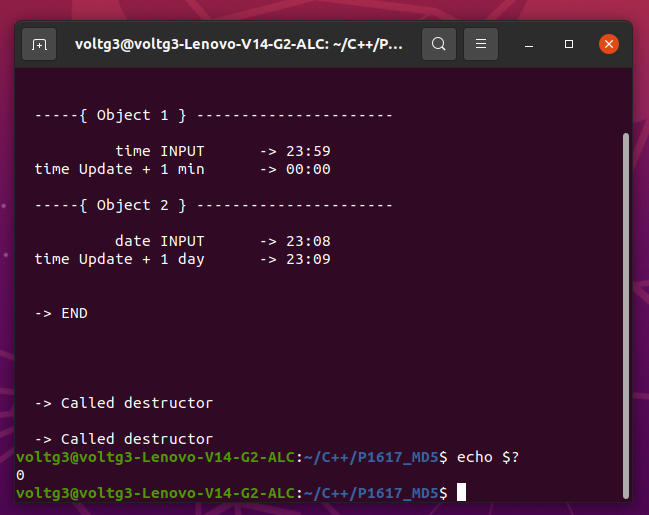 voltg3@voltg3-Lenovo-V14-G2-ALC: ~/C++/P...
-----{ Object 1 } ----------------------
time INPUT -> 23:59
time Update + 1 min -> 00:00
-----{ Object 2 } ----------------------
date INPUT -> 23:08
time Update + 1 day -> 23:09
-> END
-> Called destructor
-> Called destructor
voltg3@voltg3-Lenovo-V14-G2-ALC:~/C++/P1617_MD5$ echo $?
0
voltg3@voltg3-Lenovo-V14-G2-ALC:~/C++/P1617_MD5$